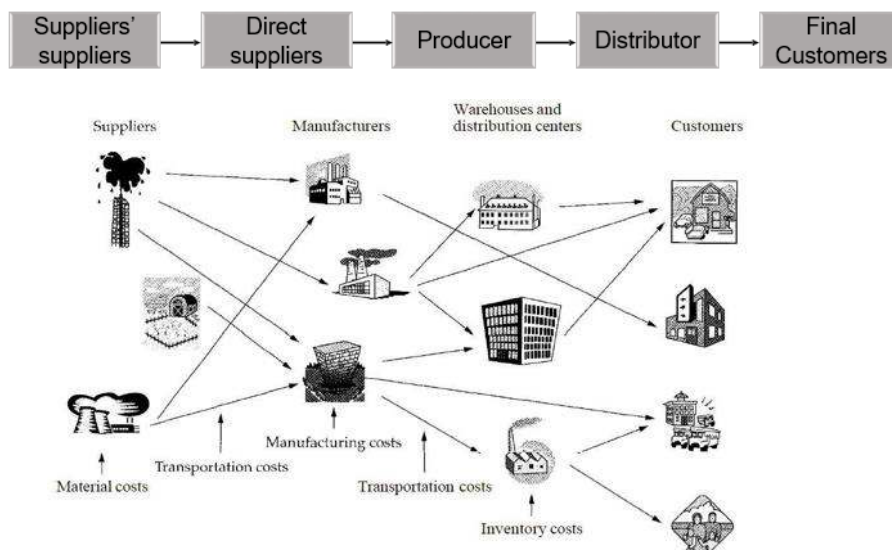 Suppliers'
suppliers
Direct
suppliers
Producer
Distributor
Final
Customers
Suppliers
Manufacturers
Warehouses and
distribution centers
Customers
Manufacturing costs
Transportation costs
Material costs
Transportation costs
Inventory costs